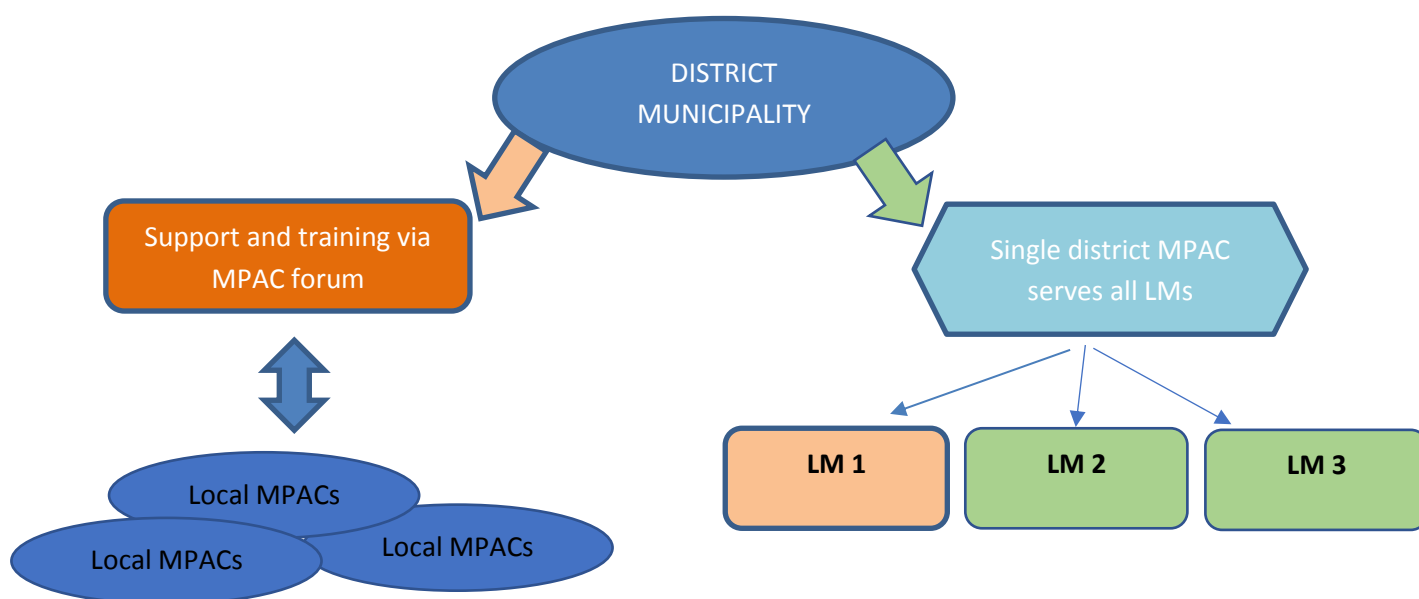 DISTRICT
MUNICIPALITY
Support and training via
MPAC forum
Single district MPAC
serves all LMs
Local MPACs
Local MPACs
Local MPACs
LM 1
LM 2
LM 3